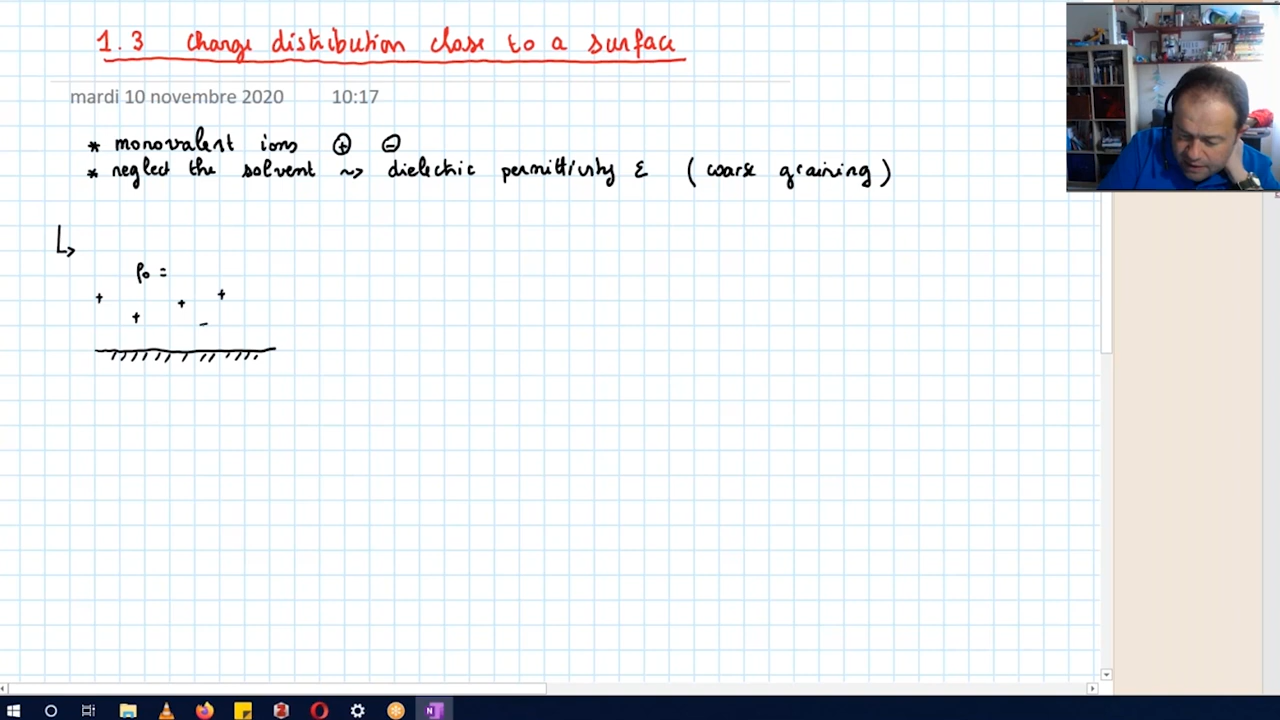 1.3 Charge distribution close to a surface
mardi 10 novembre 2020 10:17
* monovalent ions ⊕ ⊖
* neglect the solvent ⇝ dielectric permittivity ε (coarse graining)
↳
ρ₀ =
+ + + + -